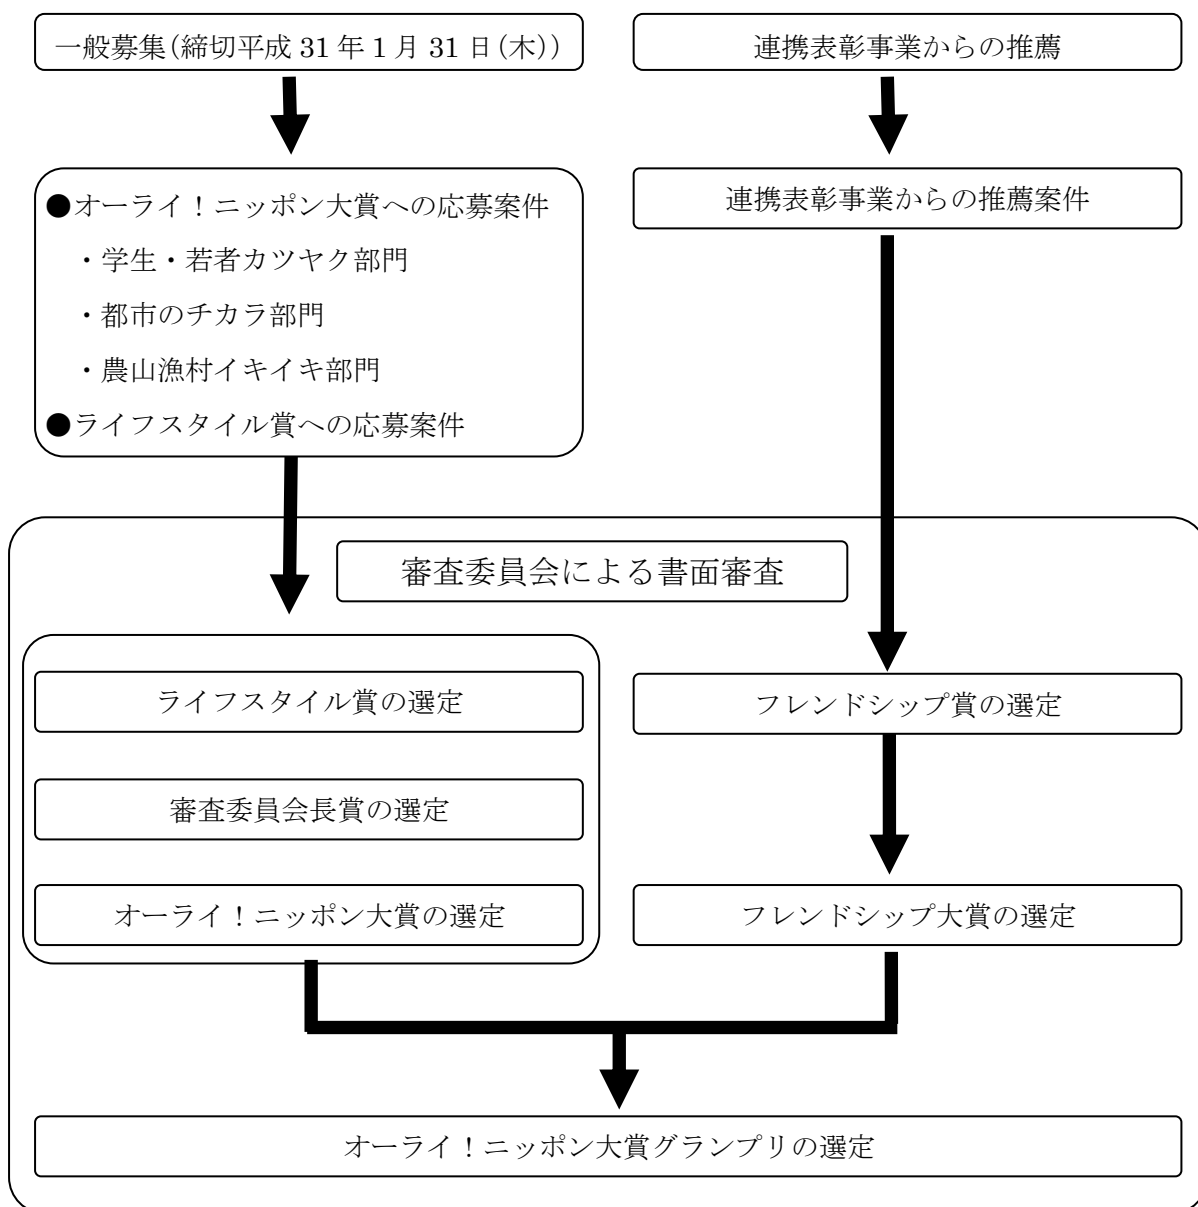 一般募集(締切平成 31 年 1 月 31 日(木))
連携表彰事業からの推薦
●オーライ！ニッポン大賞への応募案件
・学生・若者カツヤク部門
・都市のチカラ部門
・農山漁村イキイキ部門
●ライフスタイル賞への応募案件
連携表彰事業からの推薦案件
審査委員会による書面審査
ライフスタイル賞の選定
審査委員会長賞の選定
オーライ！ニッポン大賞の選定
フレンドシップ賞の選定
フレンドシップ大賞の選定
オーライ！ニッポン大賞グランプリの選定